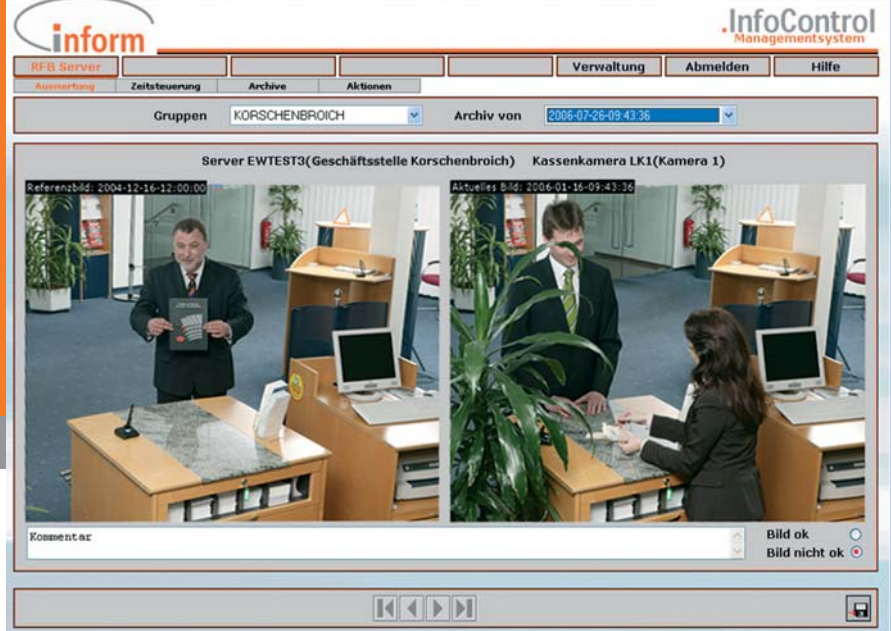 inform
.InfoControl
Managementsystem
RFB Server
Verwaltung
Abmelden
Hilfe
Auswertung
Zeitsteuerung
Archive
Aktionen
Gruppen
KORSCHENBROICH
Archiv von
2006-07-26-09:43:36
Server EWTEST3(Geschäftsstelle Korschenbroich) Kassenkamera LK1(Kamera 1)
Referenzbild: 2004-12-16-12:00:00
Aktuelles Bild: 2006-01-16-09:43:36
Kommentar
Bild ok
Bild nicht ok